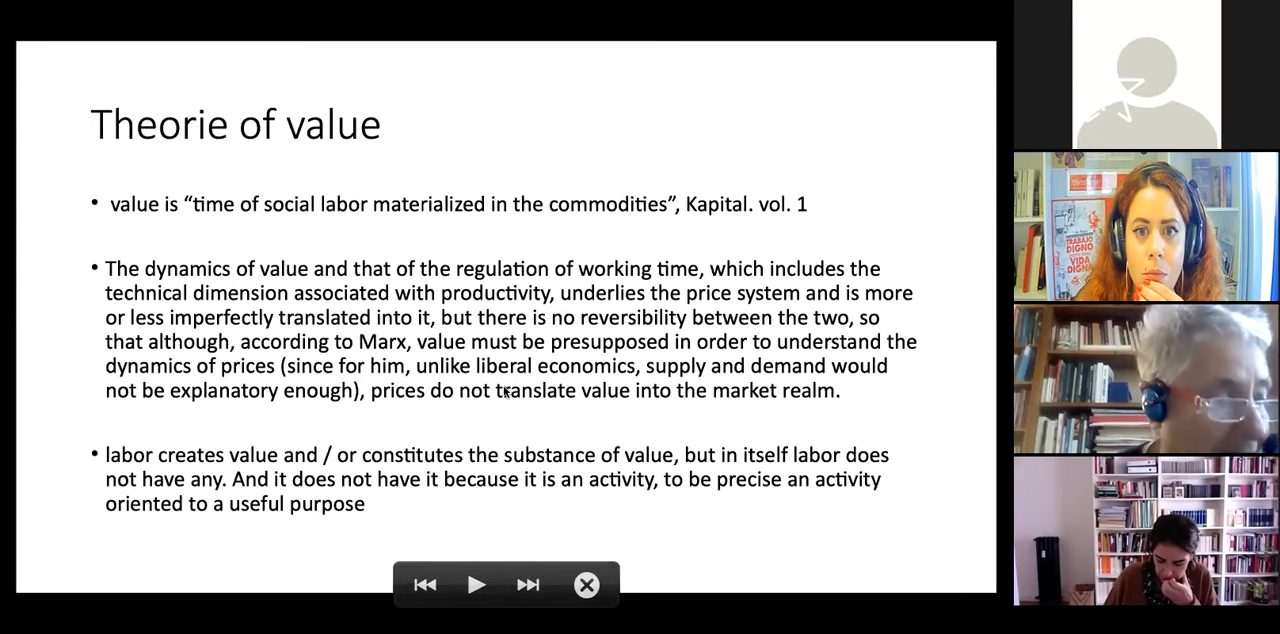 Theorie of value
• value is “time of social labor materialized in the commodities”, Kapital. vol. 1
• The dynamics of value and that of the regulation of working time, which includes the
technical dimension associated with productivity, underlies the price system and is more
or less imperfectly translated into it, but there is no reversibility between the two, so
that although, according to Marx, value must be presupposed in order to understand the
dynamics of prices (since for him, unlike liberal economics, supply and demand would
not be explanatory enough), prices do not translate value into the market realm.
• labor creates value and / or constitutes the substance of value, but in itself labor does
not have any. And it does not have it because it is an activity, to be precise an activity
oriented to a useful purpose
TRABAJO
DIGNO
VIDA
DIGNA